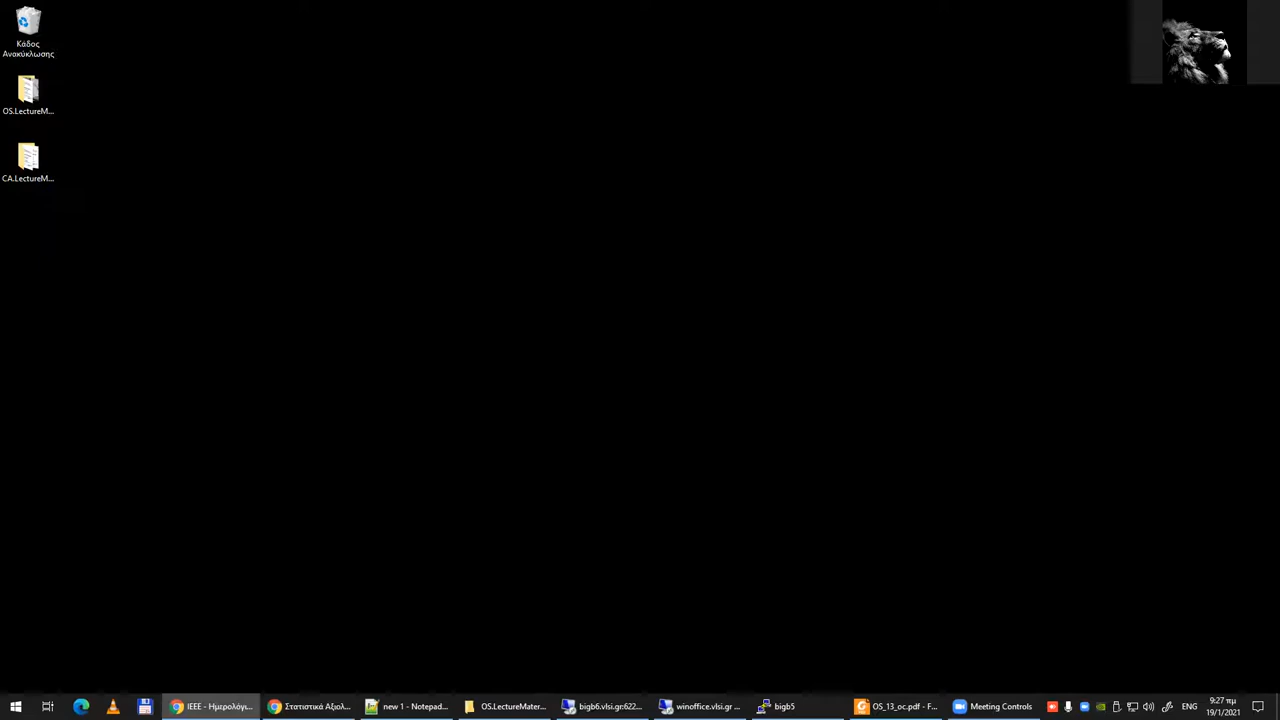 Κάδος
Ανακύκλωσης
OS.LectureM...
CA.LectureM...
IEEE - Ημερολόγι...
Στατιστικά Αξιολ...
new 1 - Notepad...
OS.LectureMater...
bigb6.vlsi.gr:622...
winoffice.vlsi.gr ...
bigb5
OS_13_oc.pdf - F...
Meeting Controls
ENG
9:27 πμ
19/1/2021